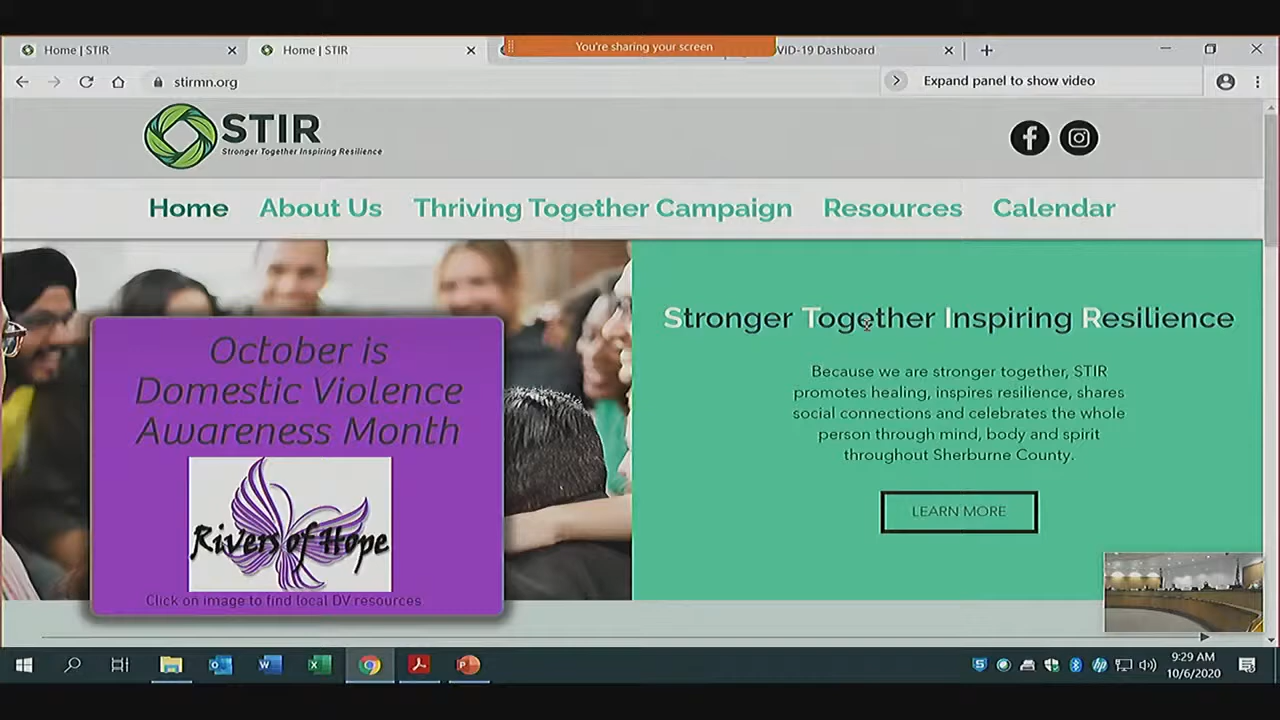 Home | STIR
Home | STIR
You're sharing your screen
VID-19 Dashboard
stirmn.org
Expand panel to show video
STIR
Stronger Together Inspiring Resilience
Home About Us Thriving Together Campaign Resources Calendar
October is
Domestic Violence
Awareness Month
Rivers of Hope
Click on image to find local DV resources
Stronger Together Inspiring Resilience
Because we are stronger together, STIR
promotes healing, inspires resilience, shares
social connections and celebrates the whole
person through mind, body and spirit
throughout Sherburne County.
LEARN MORE
9:29 AM
10/6/2020